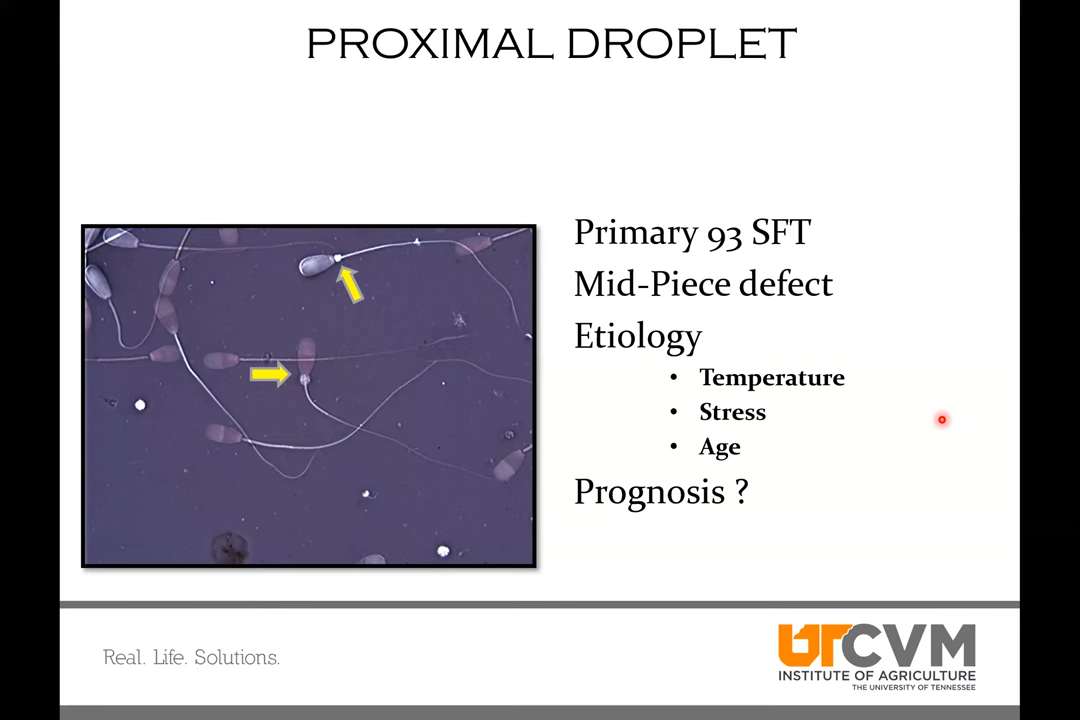 PROXIMAL DROPLET
Primary 93 SFT
Mid-Piece defect
Etiology
• Temperature
• Stress
• Age
Prognosis ?
Real. Life. Solutions.
UTCVM
INSTITUTE OF AGRICULTURE
THE UNIVERSITY OF TENNESSEE